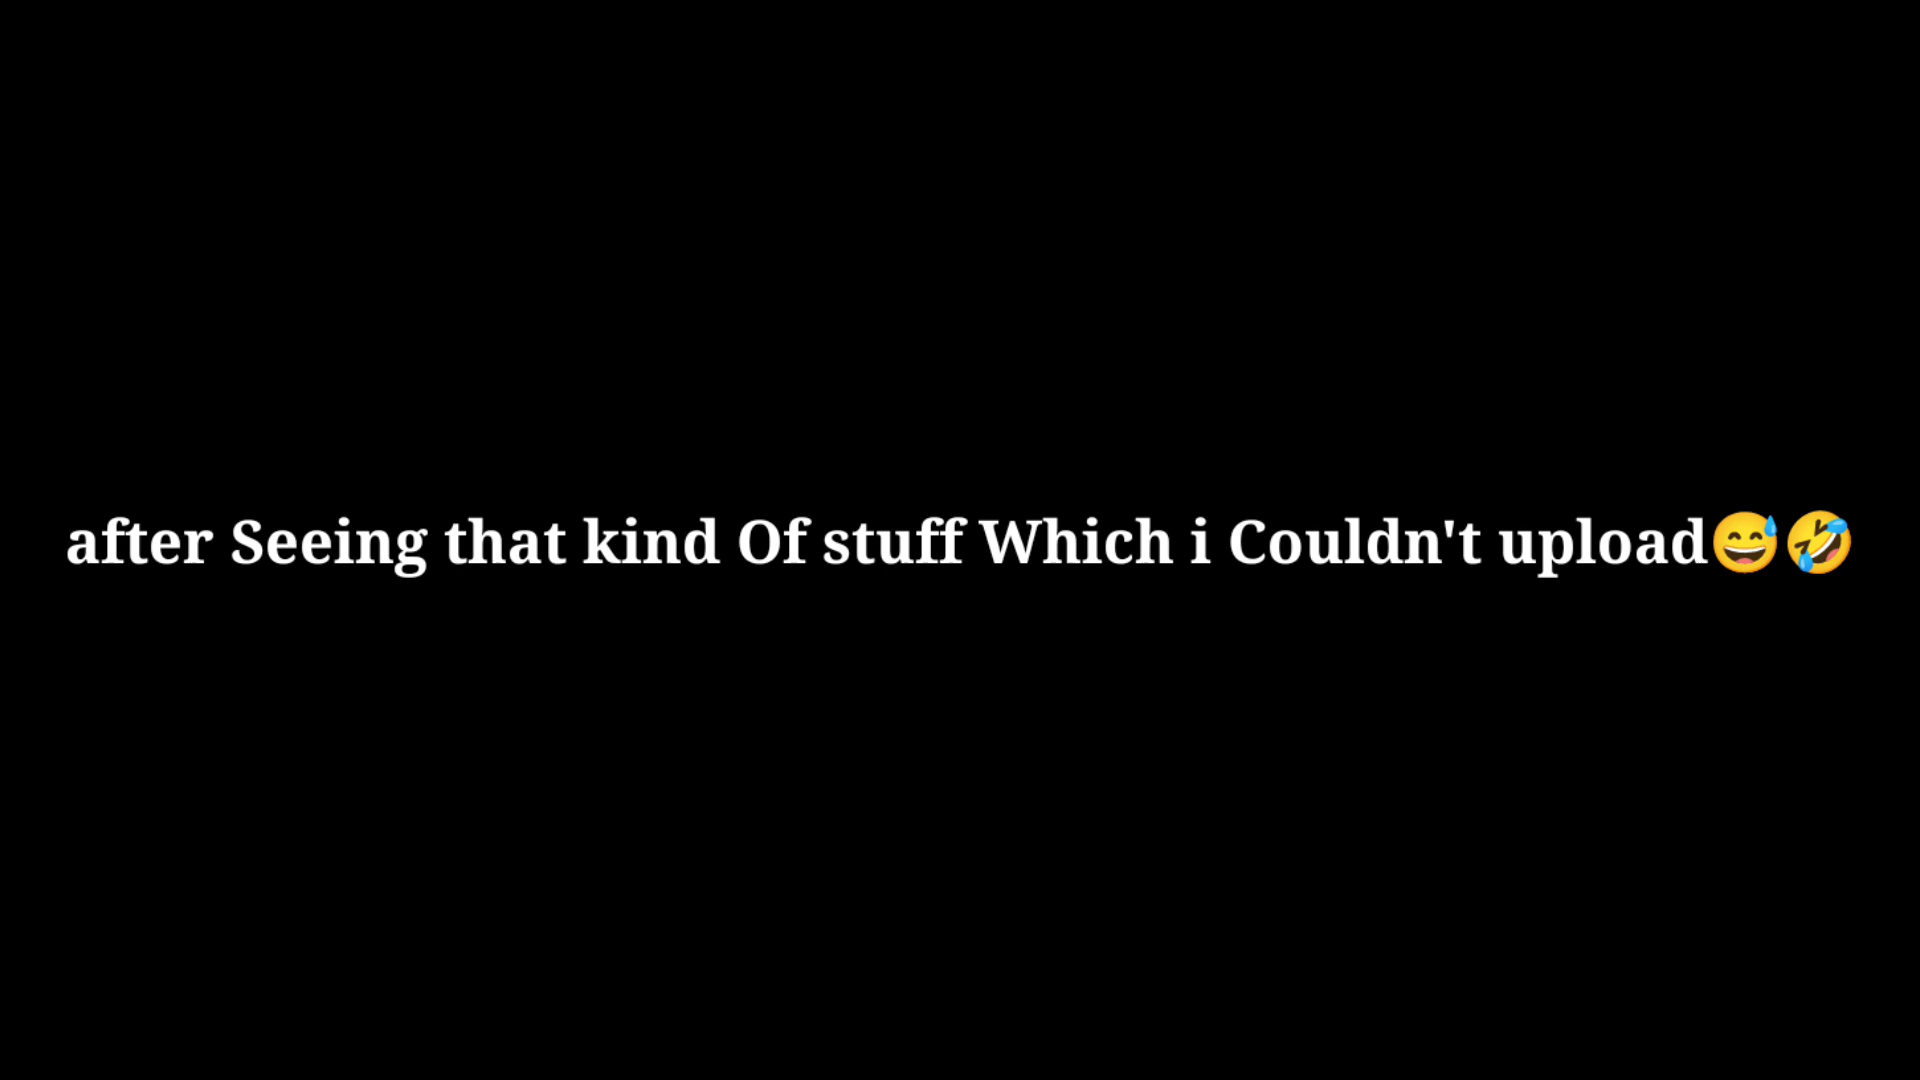 after Seeing that kind Of stuff Which i Couldn't upload😅🤣